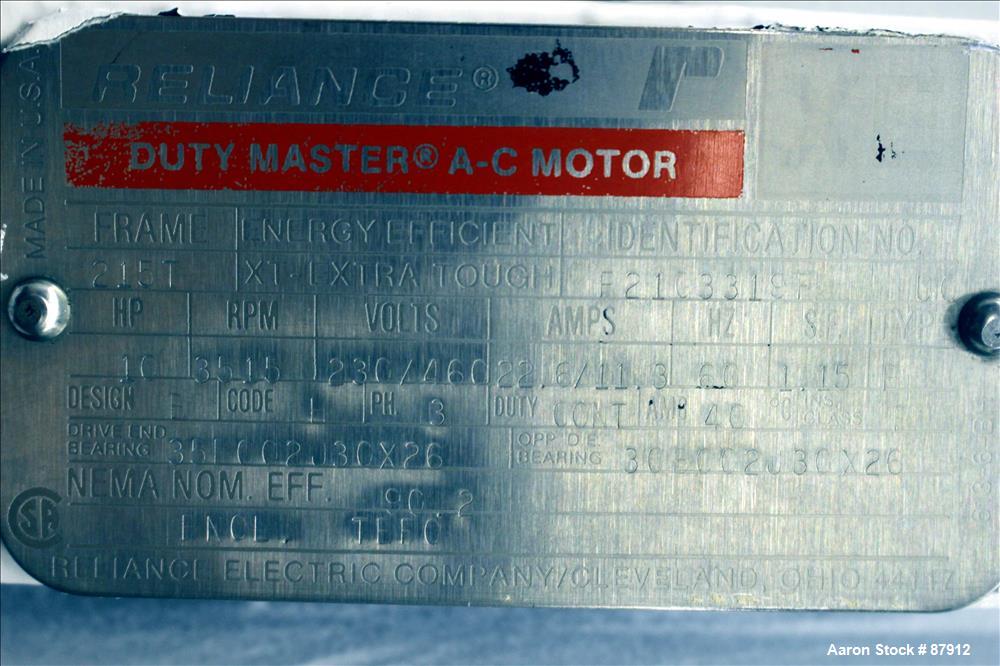 RELIANCE®
MADE IN U.S.A.
DUTY MASTER® A-C MOTOR
FRAME ENERGY EFFICIENT IDENTIFICATION NO.
215T XT-EXTRA TOUGH
HP RPM VOLTS AMPS HZ
10 3515 230/460 22.6/11.3 60 1.15
DESIGN CODE PH. 3 DUTY CONT AMB 40 °C INS. CLASS
DRIVE END
BEARING
OPP D.E.
BEARING
NEMA NOM. EFF. 90.2
ENCL. TEFC
RELIANCE ELECTRIC COMPANY/CLEVELAND, OHIO 44117
Aaron Stock # 87912